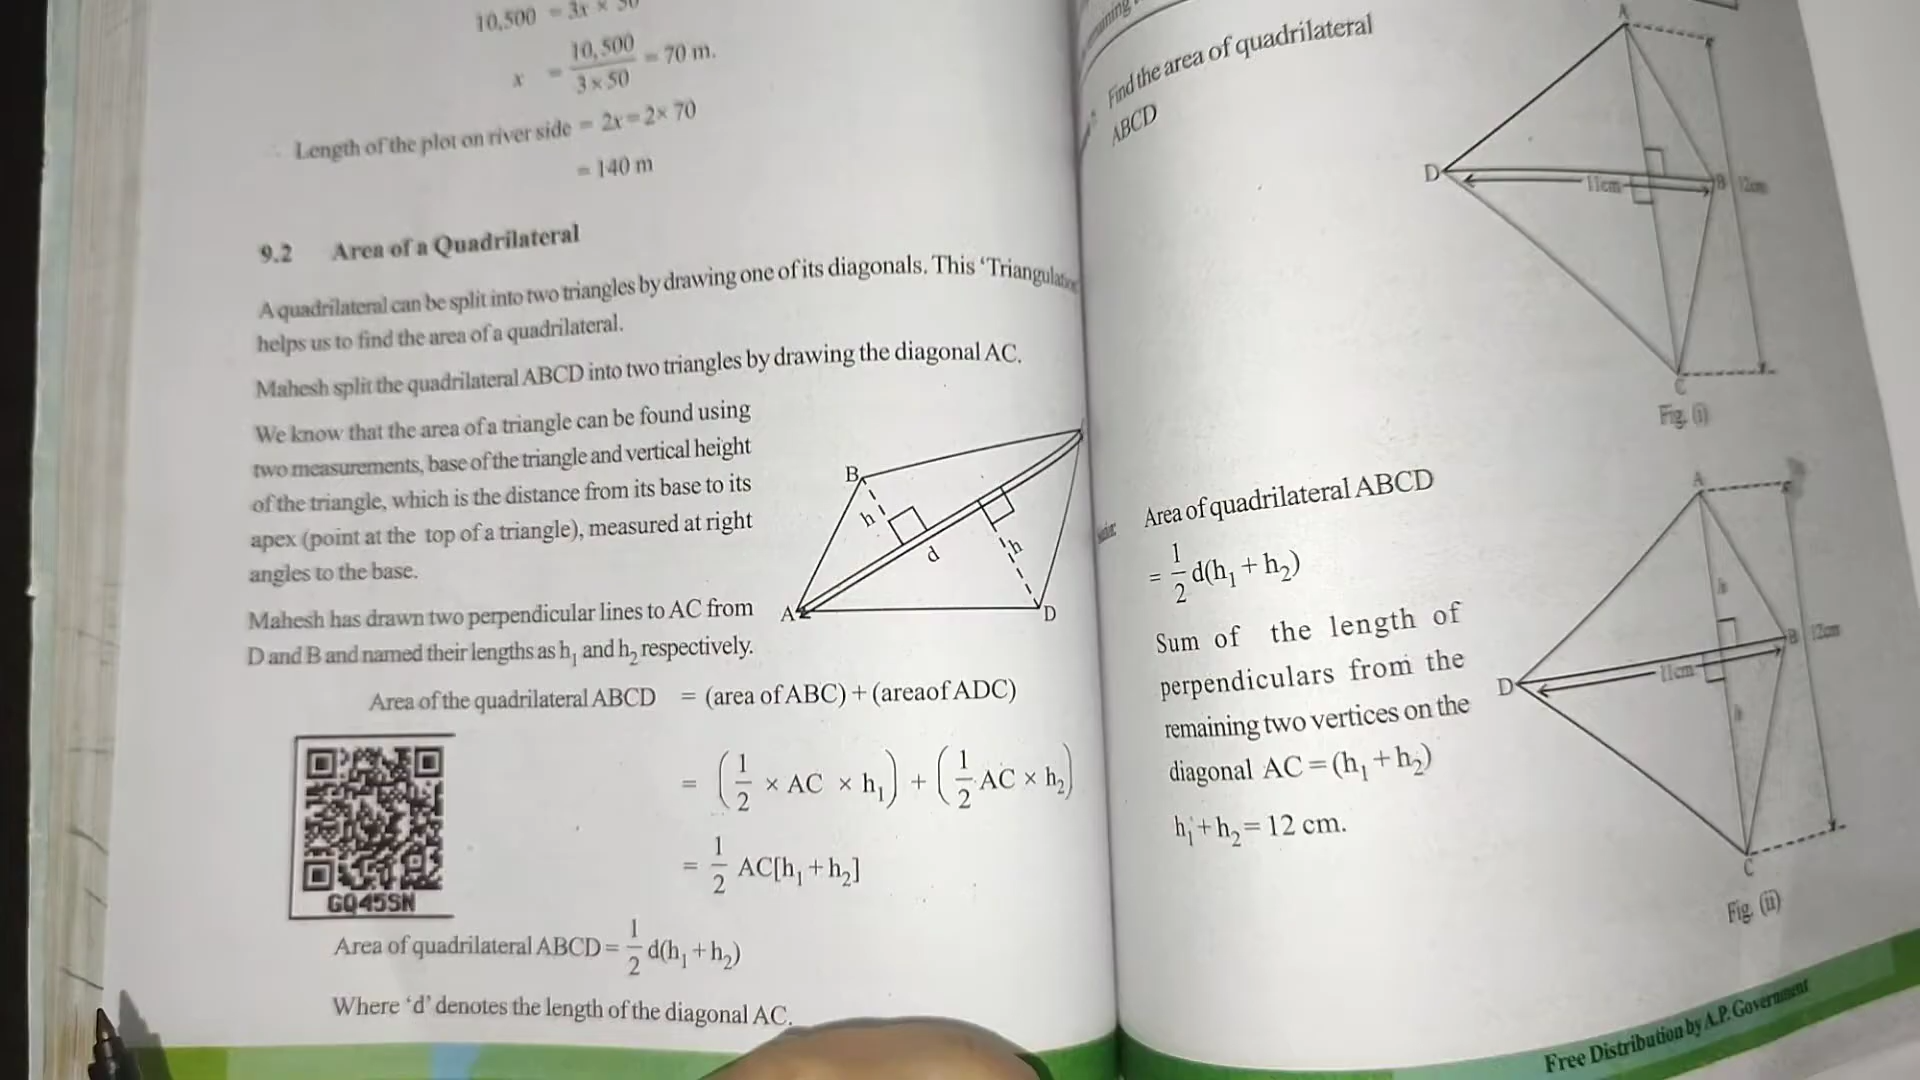 10,500 = 3x × 50
x = 10,500 / 3 × 50 = 70 m.
∴ Length of the plot on river side = 2x = 2× 70
= 140 m
9.2 Area of a Quadrilateral
A quadrilateral can be split into two triangles by drawing one of its diagonals. This ‘Triangulation
helps us to find the area of a quadrilateral.
Mahesh split the quadrilateral ABCD into two triangles by drawing the diagonal AC.
We know that the area of a triangle can be found using
two measurements, base of the triangle and vertical height
of the triangle, which is the distance from its base to its
apex (point at the top of a triangle), measured at right
angles to the base.
Mahesh has drawn two perpendicular lines to AC from
D and B and named their lengths as h₁ and h₂ respectively.
B
h
d
h
A
D
Area of the quadrilateral ABCD = (area of ABC) + (areaof ADC)
= (1/2 × AC × h₁) + (1/2 AC × h₂)
= 1/2 AC[h₁ + h₂]
GQ45SN
Area of quadrilateral ABCD = 1/2 d(h₁ + h₂)
Where ‘d’ denotes the length of the diagonal AC.
Find the area of quadrilateral
ABCD
A
D
11cm
B
12cm
C
Fig. (i)
Area of quadrilateral ABCD
= 1/2 d(h₁ + h₂)
Sum of the length of
perpendiculars from the
remaining two vertices on the
diagonal AC = (h₁ + h₂)
h₁ + h₂ = 12 cm.
A
h
D
11cm
B
12cm
h
C
Fig. (ii)
Free Distribution by A.P. Government